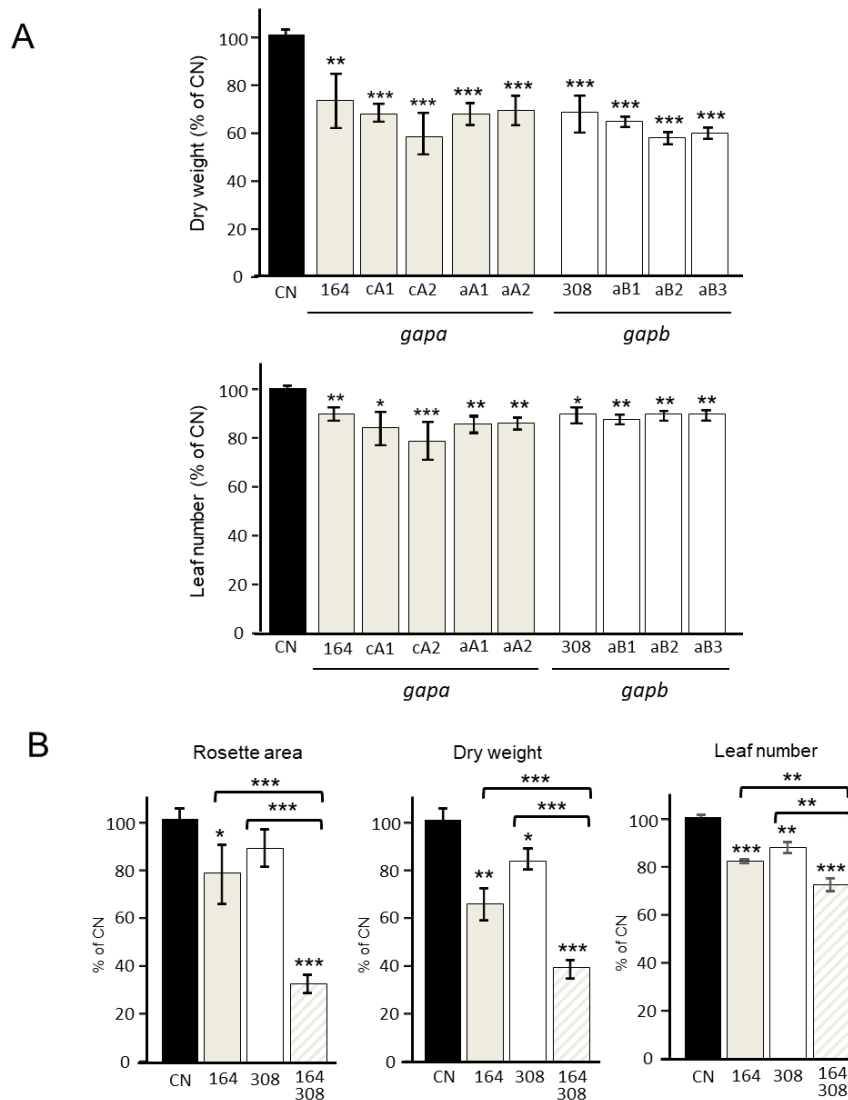 A
Dry weight (% of CN)
100
80
60
40
20
0
** *** *** *** *** *** *** *** ***
CN 164 cA1 cA2 aA1 aA2 308 aB1 aB2 aB3
gapa gapb
Leaf number (% of CN)
100
80
60
40
20
0
** * *** ** ** * ** ** **
CN 164 cA1 cA2 aA1 aA2 308 aB1 aB2 aB3
gapa gapb
B
Rosette area
% of CN
100
80
60
40
20
0
***
***
*
***
CN 164 308 164
308
Dry weight
% of CN
100
80
60
40
20
0
***
***
*
**
***
CN 164 308 164
308
Leaf number
% of CN
100
80
60
40
20
0
**
**
**
***
***
CN 164 308 164
308